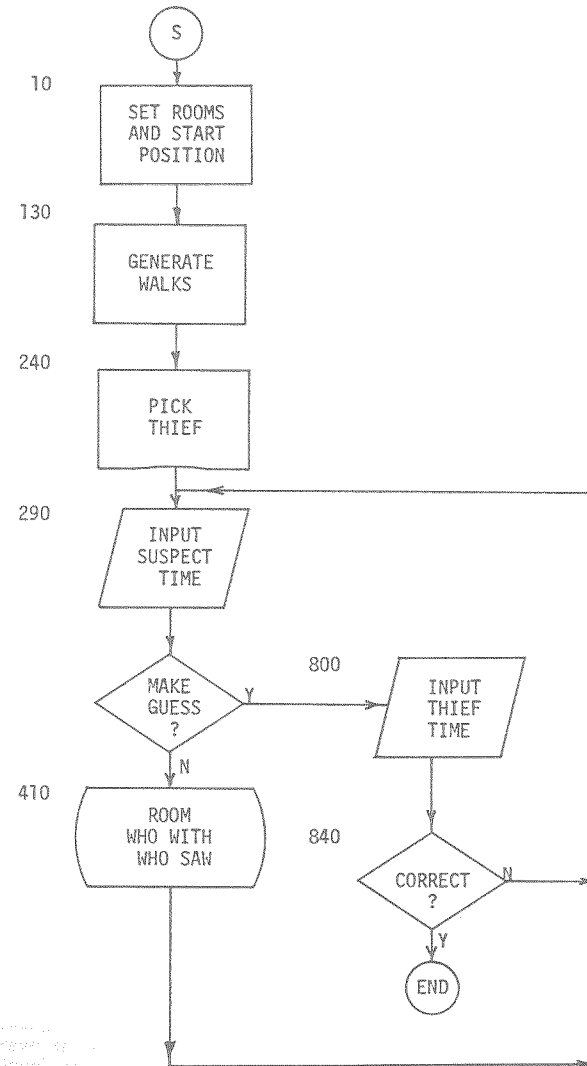 S
10
SET ROOMS
AND START
POSITION
130
GENERATE
WALKS
240
PICK
THIEF
290
INPUT
SUSPECT
TIME
MAKE
GUESS
?
Y
N
800
INPUT
THIEF
TIME
410
ROOM
WHO WITH
WHO SAW
840
CORRECT
?
N
Y
END